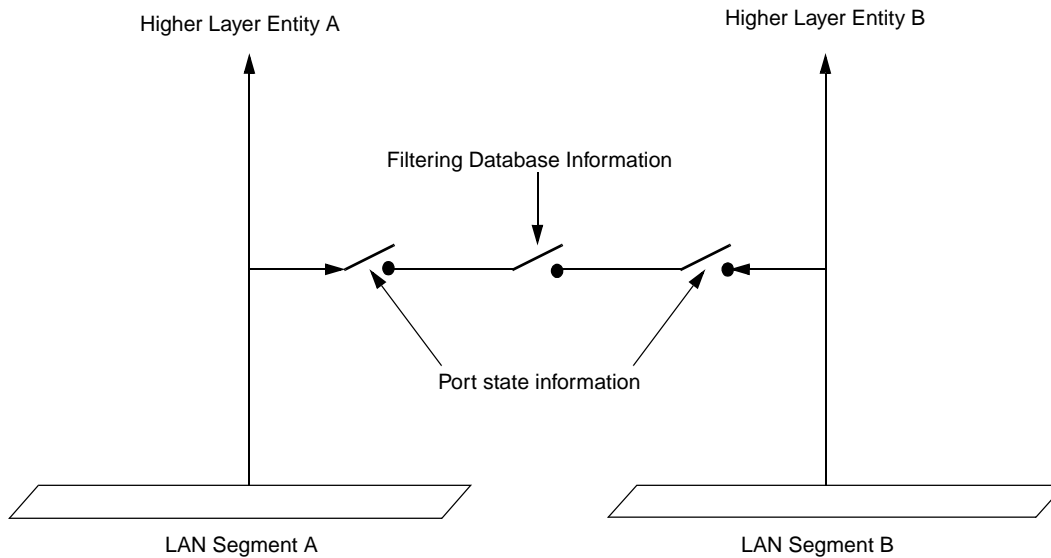 Higher Layer Entity A
Higher Layer Entity B
Filtering Database Information
Port state information
LAN Segment A
LAN Segment B